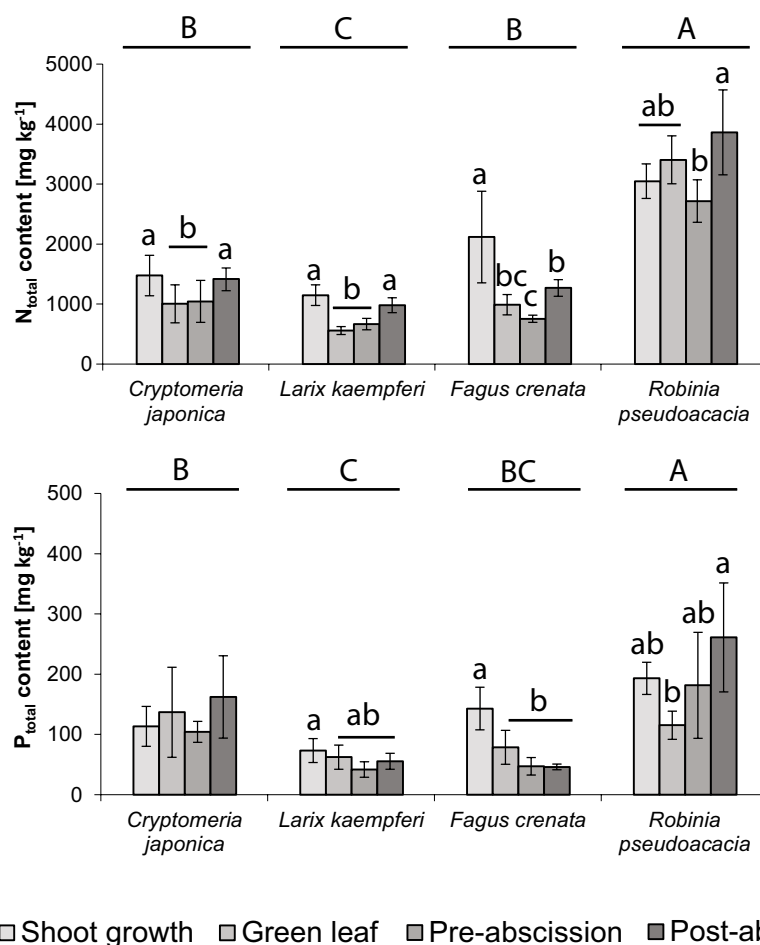 B C B A
N_total content [mg kg⁻¹]
5000
4000
3000
2000
1000
0
a b a
a b a
a bc c b
ab b a
Cryptomeria japonica
Larix kaempferi
Fagus crenata
Robinia pseudoacacia
B C BC A
P_total content [mg kg⁻¹]
500
400
300
200
100
0
a ab
a b
ab b ab a
Cryptomeria japonica
Larix kaempferi
Fagus crenata
Robinia pseudoacacia
Shoot growth Green leaf Pre-abscission Post-ab